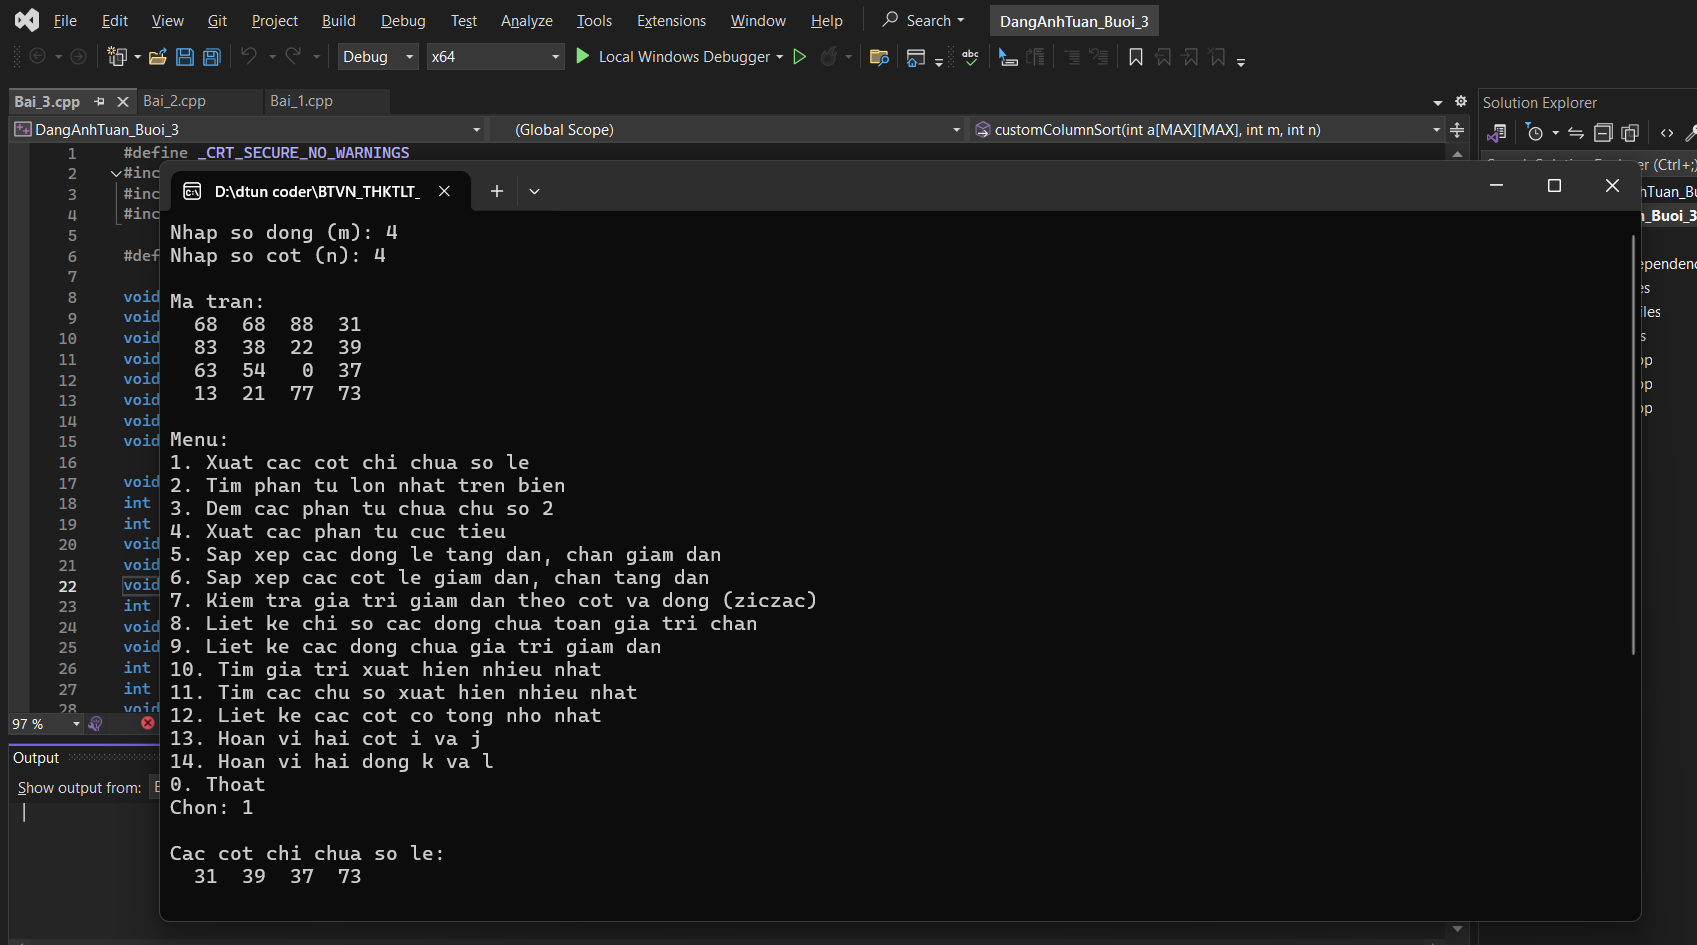 File Edit View Git Project Build Debug Test Analyze Tools Extensions Window Help Search DangAnhTuan_Buoi_3
Debug x64 Local Windows Debugger
Bai_3.cpp Bai_2.cpp Bai_1.cpp
Solution Explorer
DangAnhTuan_Buoi_3 (Global Scope) customColumnSort(int a[MAX][MAX], int m, int n)
1 #define _CRT_SECURE_NO_WARNINGS
2 #inc
3 #inc
4 #inc
5
6 #def
7
8 void
9 void
10 void
11 void
12 void
13 void
14 void
15 void
16
17 void
18 int
19 int
20 void
21 void
22 void
23 int
24 void
25 void
26 int
27 int
28 void
97 %
Output
Show output from:
D:\dtun coder\BTVN_THKTLT_
Nhap so dong (m): 4
Nhap so cot (n): 4
Ma tran:
68 68 88 31
83 38 22 39
63 54 0 37
13 21 77 73
Menu:
1. Xuat cac cot chi chua so le
2. Tim phan tu lon nhat tren bien
3. Dem cac phan tu chua chu so 2
4. Xuat cac phan tu cuc tieu
5. Sap xep cac dong le tang dan, chan giam dan
6. Sap xep cac cot le giam dan, chan tang dan
7. Kiem tra gia tri giam dan theo cot va dong (ziczac)
8. Liet ke chi so cac dong chua toan gia tri chan
9. Liet ke cac dong chua gia tri giam dan
10. Tim gia tri xuat hien nhieu nhat
11. Tim cac chu so xuat hien nhieu nhat
12. Liet ke cac cot co tong nho nhat
13. Hoan vi hai cot i va j
14. Hoan vi hai dong k va l
0. Thoat
Chon: 1
Cac cot chi chua so le:
31 39 37 73
er (Ctrl+;)
hTuan_Bu
n_Buoi_3
ependenc
es
iles
s
pp
pp
pp